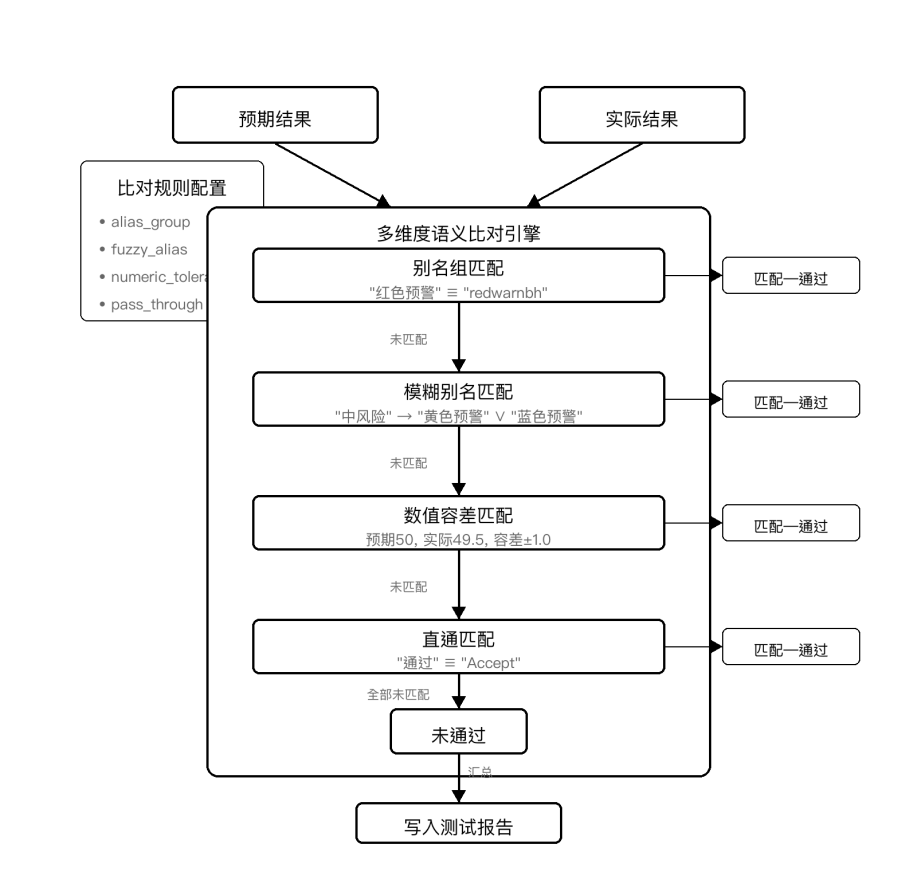 预期结果
实际结果
比对规则配置
• alias_group
• fuzzy_alias
• numeric_tolera
• pass_through
多维度语义比对引擎
别名组匹配
"红色预警" ≡ "redwarnbh"
匹配—通过
未匹配
模糊别名匹配
"中风险" → "黄色预警" ∨ "蓝色预警"
匹配—通过
未匹配
数值容差匹配
预期50, 实际49.5, 容差±1.0
匹配—通过
未匹配
直通匹配
"通过" ≡ "Accept"
匹配—通过
全部未匹配
未通过
汇总
写入测试报告